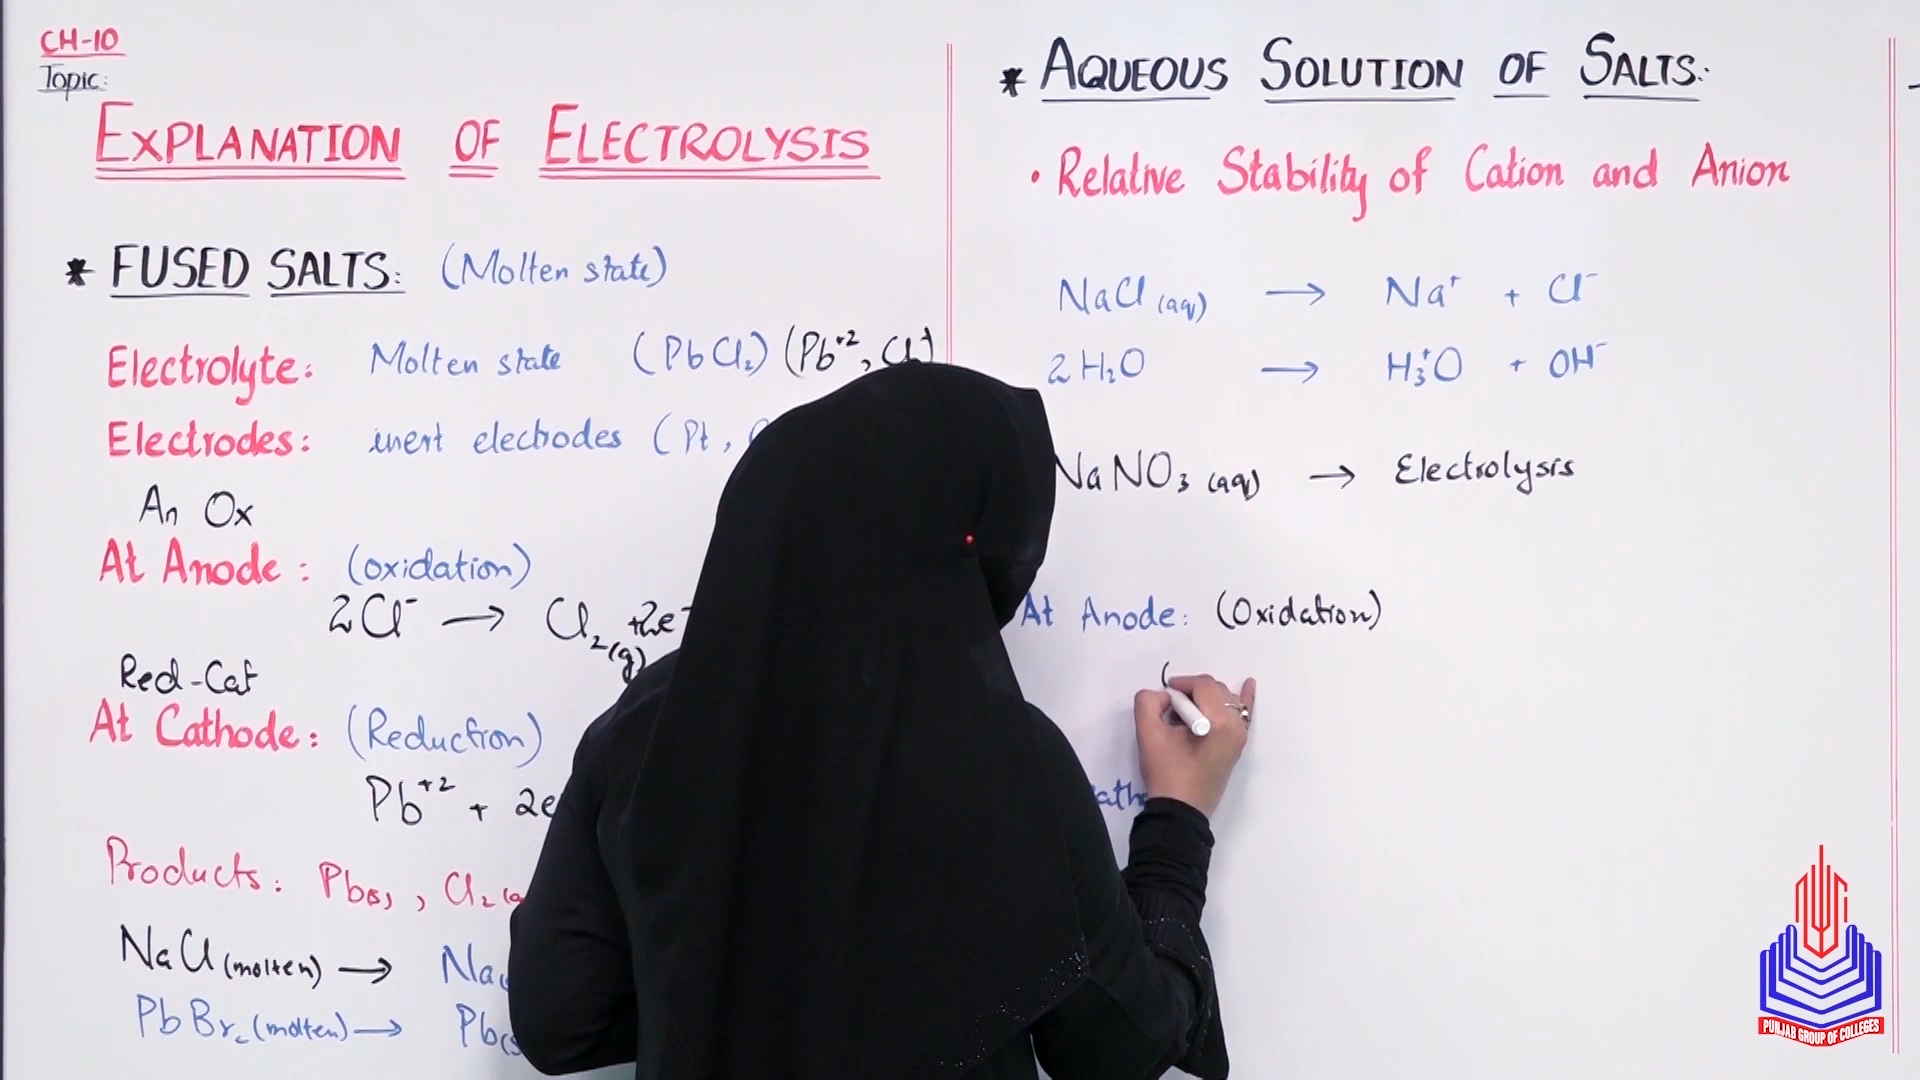 CH-10
Topic:
EXPLANATION OF ELECTROLYSIS
* FUSED SALTS: (Molten state)
Electrolyte: Molten state (PbCl₂) (Pb⁺², Cl⁻)
Electrodes: inert electrodes (Pt,
An Ox
At Anode: (oxidation)
2Cl⁻ → Cl₂(g) +2e⁻
Red-Cat
At Cathode: (Reduction)
Pb⁺² + 2e
Products: Pb(s), Cl₂
NaCl (molten) → Na
PbBr₂ (molten) → Pb(s
* AQUEOUS SOLUTION OF SALTS:
• Relative Stability of Cation and Anion
NaCl (aq) → Na⁺ + Cl⁻
2H₂O → H₃⁺O + OH⁻
NaNO₃ (aq) → Electrolysis
At Anode: (Oxidation)
(
PUNJAB GROUP OF COLLEGES